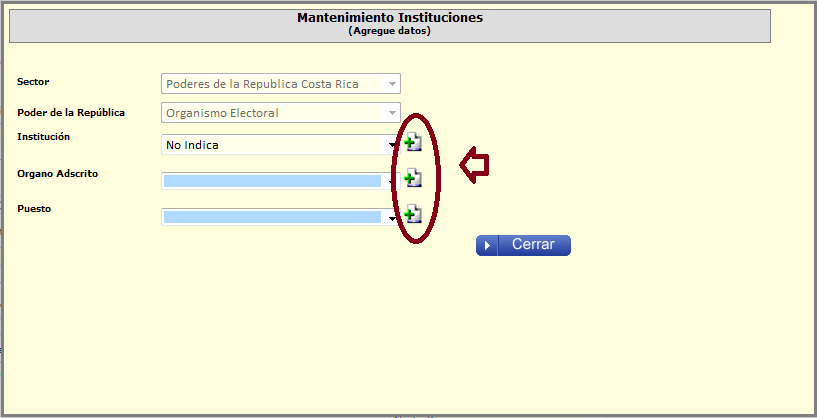 Mantenimiento Instituciones
(Agregue datos)
Sector
Poderes de la Republica Costa Rica
Poder de la República
Organismo Electoral
Institución
No Indica
Organo Adscrito
Puesto
Cerrar